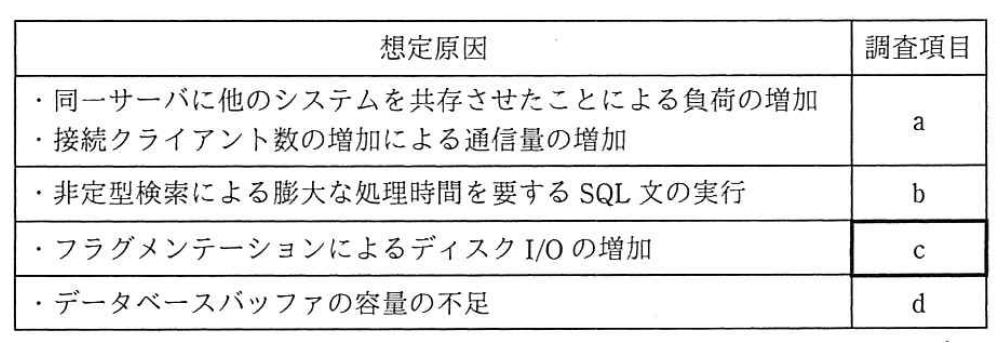 想定原因 調査項目
・同一サーバに他のシステムを共存させたことによる負荷の増加
・接続クライアント数の増加による通信量の増加
a
・非定型検索による膨大な処理時間を要する SQL 文の実行 b
・フラグメンテーションによるディスク I/O の増加 c
・データベースバッファの容量の不足 d